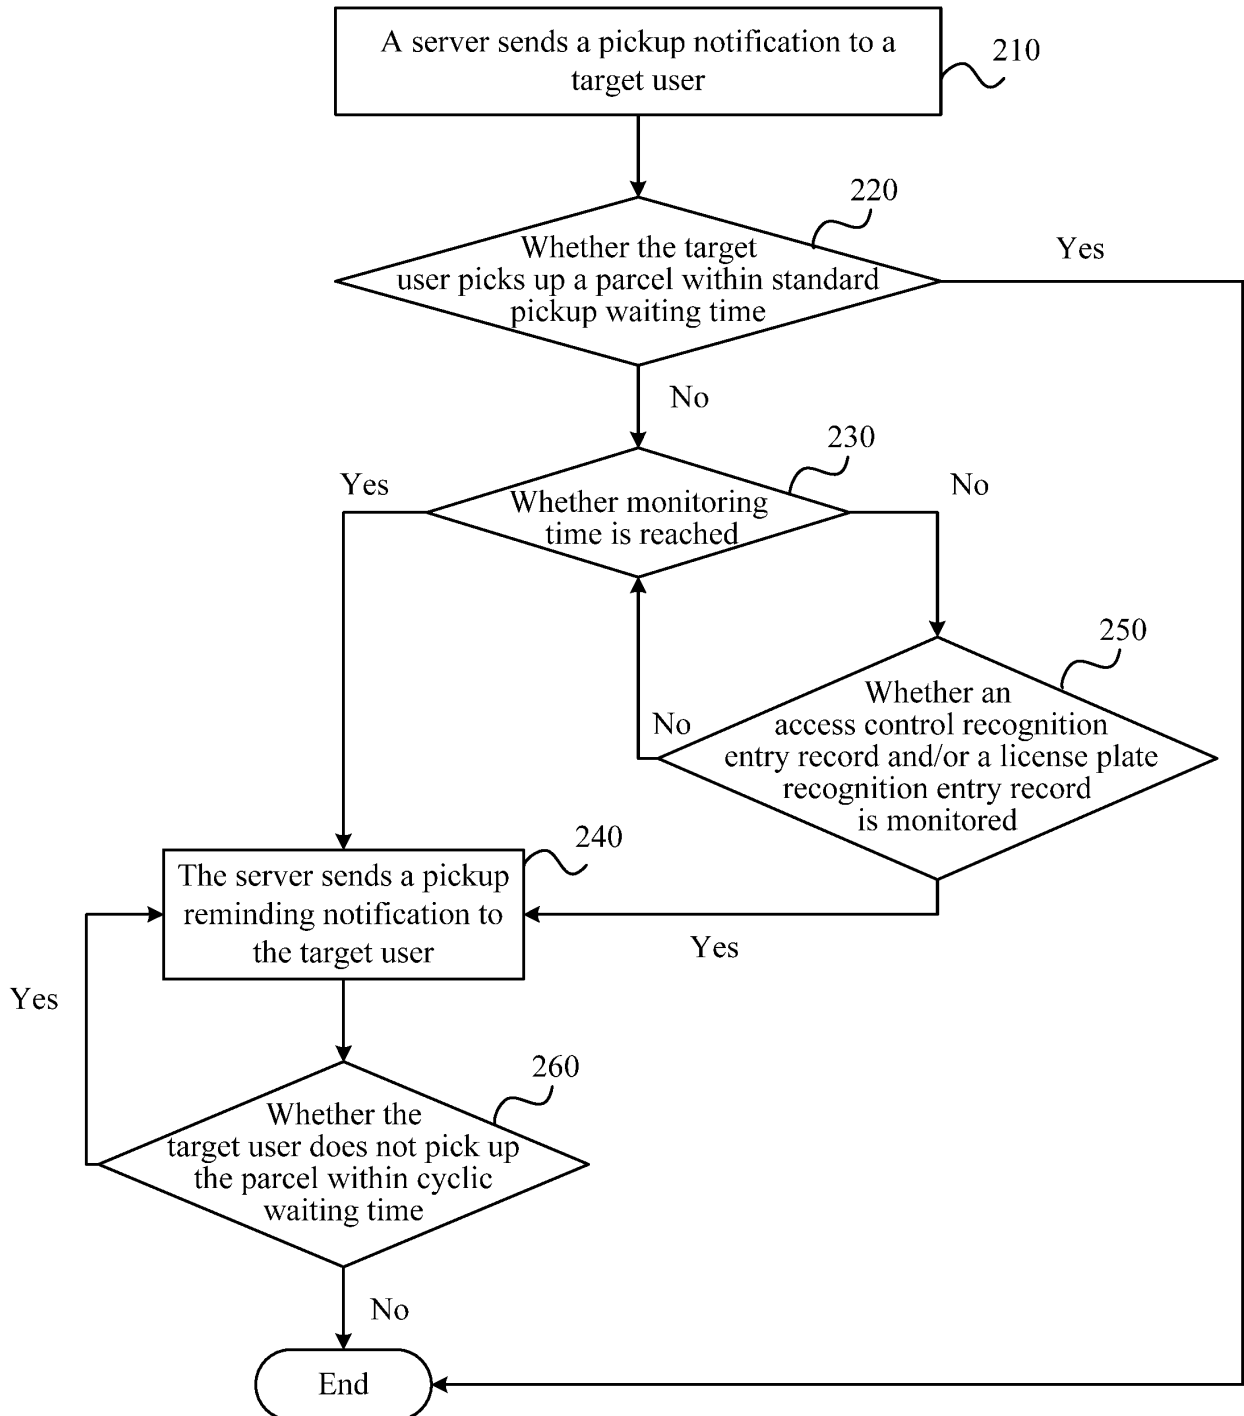 A server sends a pickup notification to a
target user
210
220
Whether the target
user picks up a parcel within standard
pickup waiting time
Yes
No
230
Yes
Whether monitoring
time is reached
No
250
Whether an
access control recognition
entry record and/or a license plate
recognition entry record
is monitored
No
240
The server sends a pickup
reminding notification to
the target user
Yes
Yes
260
Whether the
target user does not pick up
the parcel within cyclic
waiting time
No
End